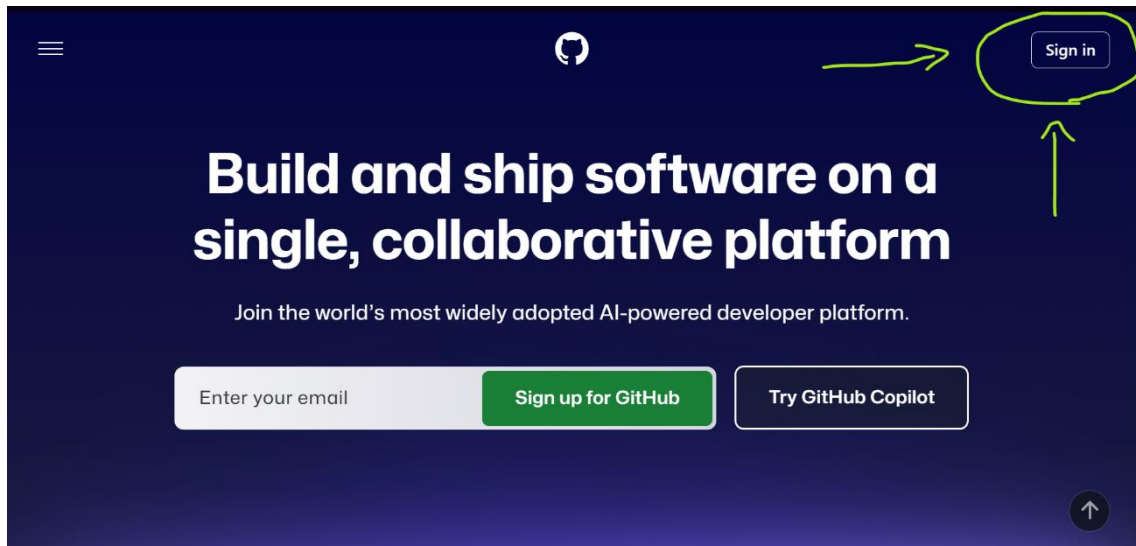 Sign in
Build and ship software on a
single, collaborative platform
Join the world's most widely adopted AI-powered developer platform.
Enter your email
Sign up for GitHub
Try GitHub Copilot